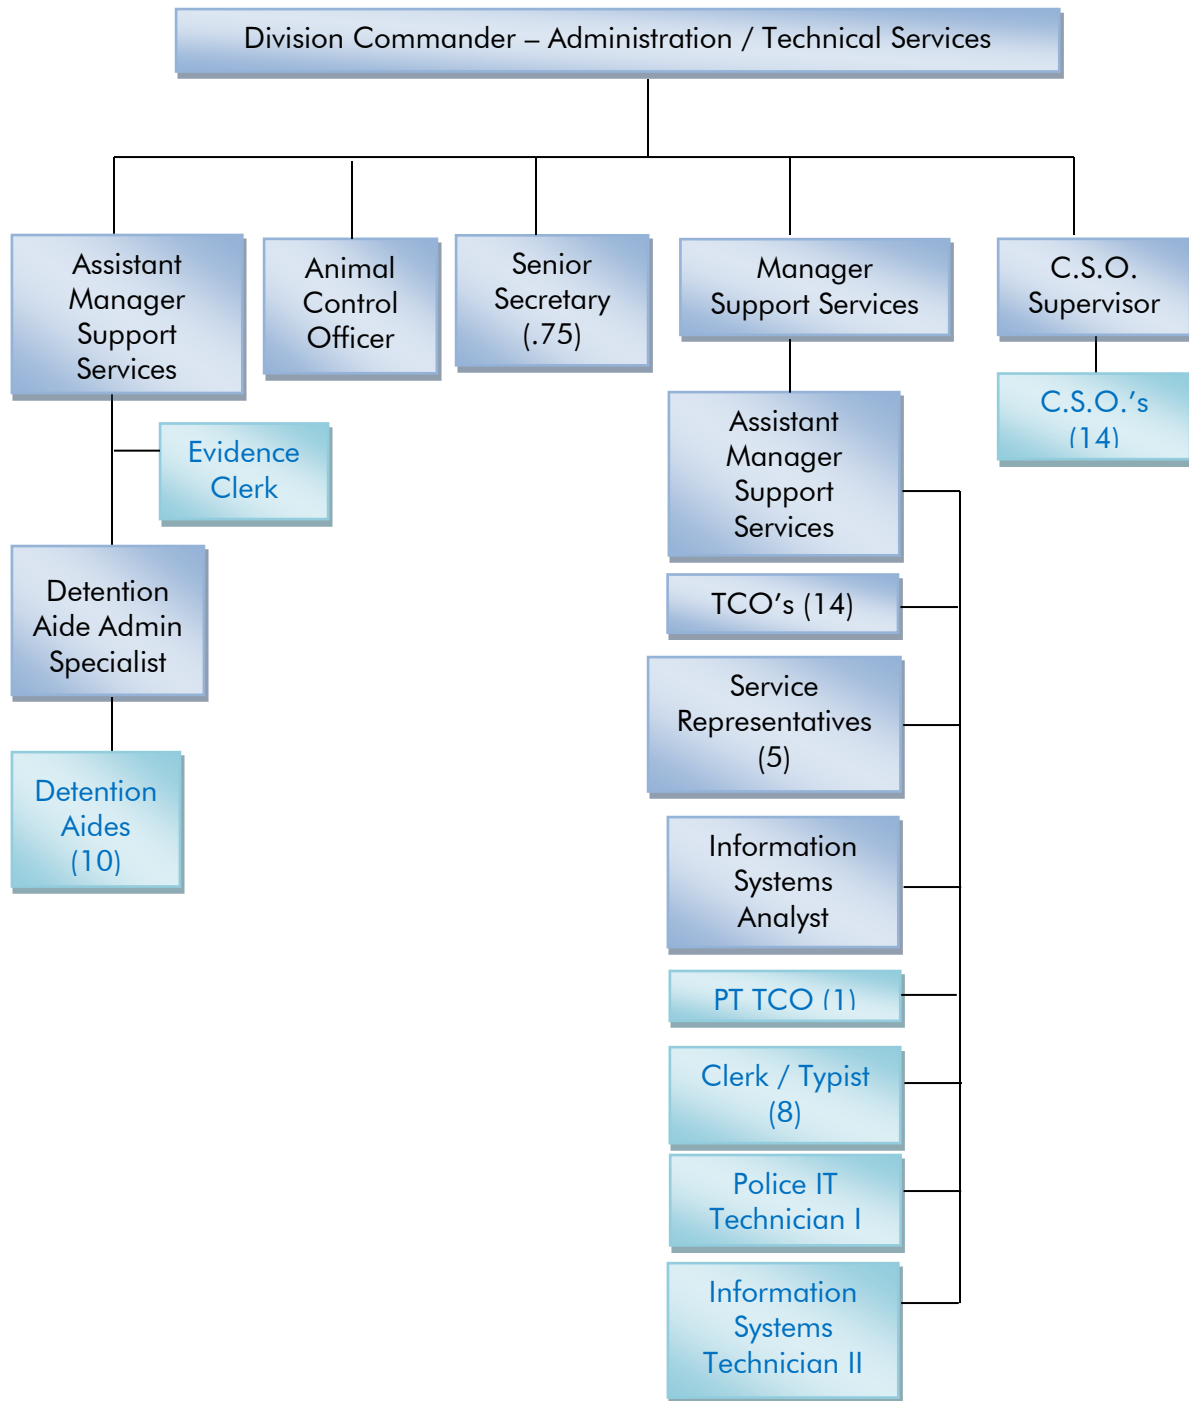 Division Commander – Administration / Technical Services
Assistant
Manager
Support
Services
Animal
Control
Officer
Senior
Secretary
(.75)
Manager
Support Services
C.S.O.
Supervisor
Evidence
Clerk
Detention
Aide Admin
Specialist
Detention
Aides
(10)
Assistant
Manager
Support
Services
TCO's (14)
Service
Representatives
(5)
Information
Systems
Analyst
PT TCO (1)
Clerk / Typist
(8)
Police IT
Technician I
Information
Systems
Technician II
C.S.O.'s
(14)